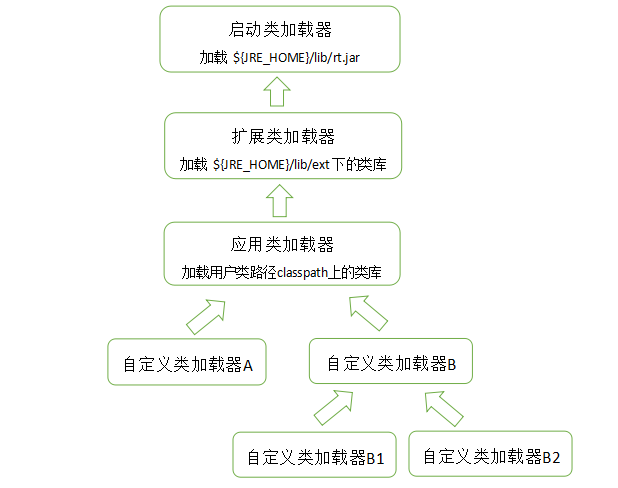 启动类加载器
加载 ${JRE_HOME}/lib/rt.jar
扩展类加载器
加载 ${JRE_HOME}/lib/ext下的类库
应用类加载器
加载用户类路径classpath上的类库
自定义类加载器A
自定义类加载器B
自定义类加载器B1
自定义类加载器B2